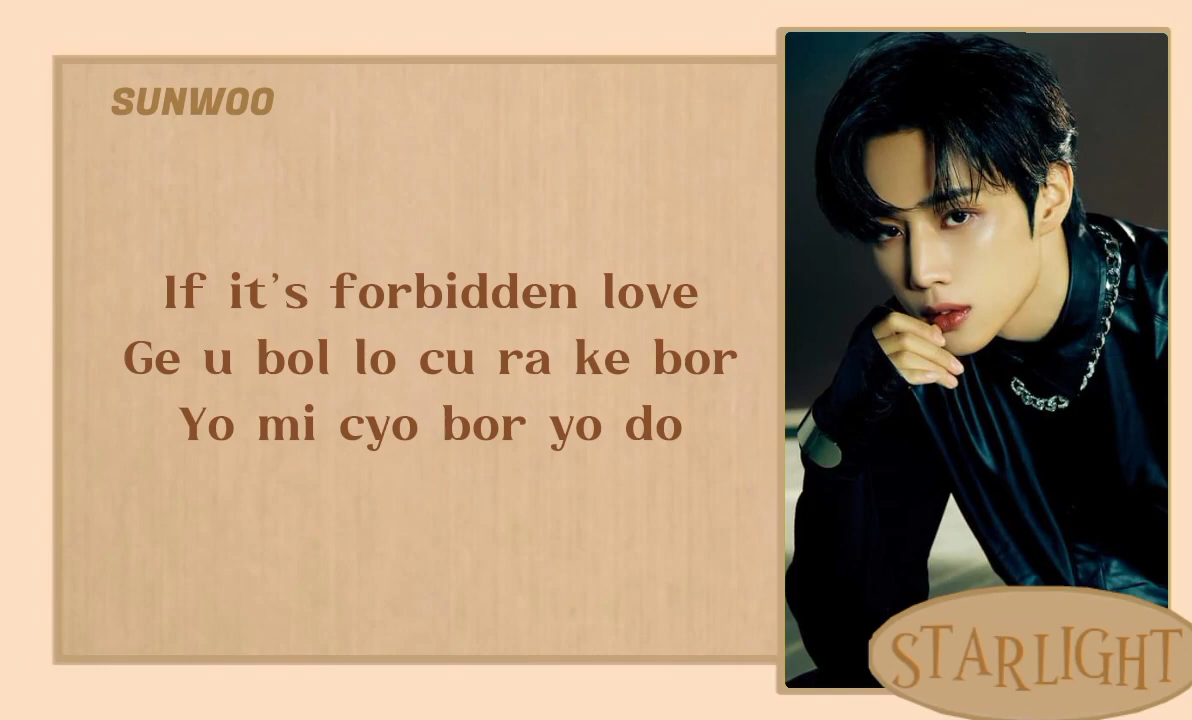 SUNWOO
If it's forbidden love
Ge u bol lo cu ra ke bor
Yo mi cyo bor yo do
STARLIGHT